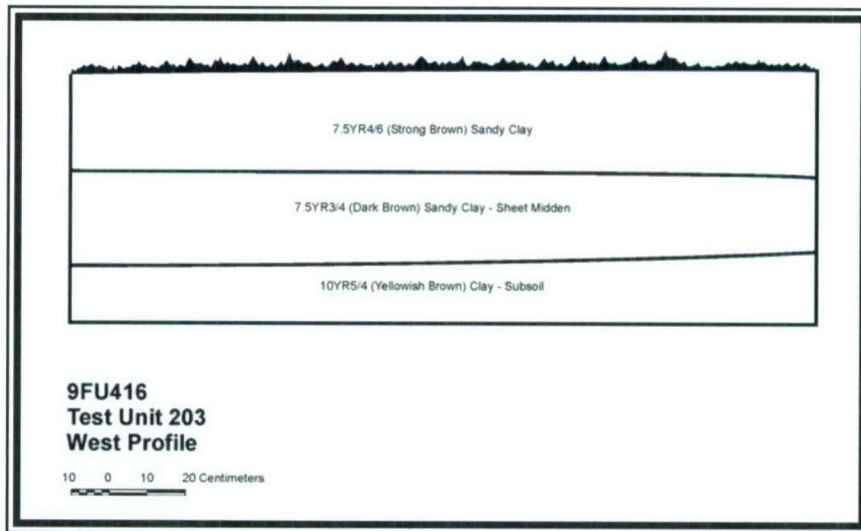 7.5YR4/6 (Strong Brown) Sandy Clay
7.5YR3/4 (Dark Brown) Sandy Clay - Sheet Midden
10YR5/4 (Yellowish Brown) Clay - Subsoil
9FU416
Test Unit 203
West Profile
10 0 10 20 Centimeters